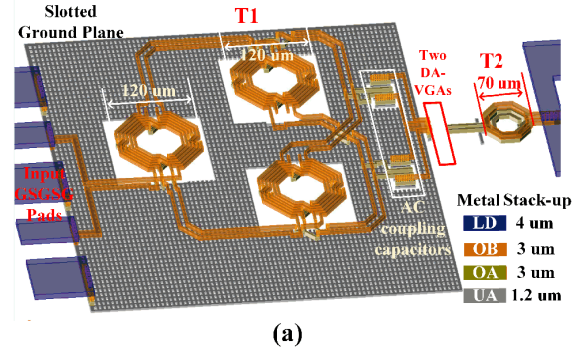 Slotted
Ground Plane
T1
120 um
120 um
Two
DA-
VGAs
T2
70 um
Input
GSGSG
Pads
AC
coupling
capacitors
Metal Stack-up
LD 4 um
OB 3 um
OA 3 um
UA 1.2 um
(a)